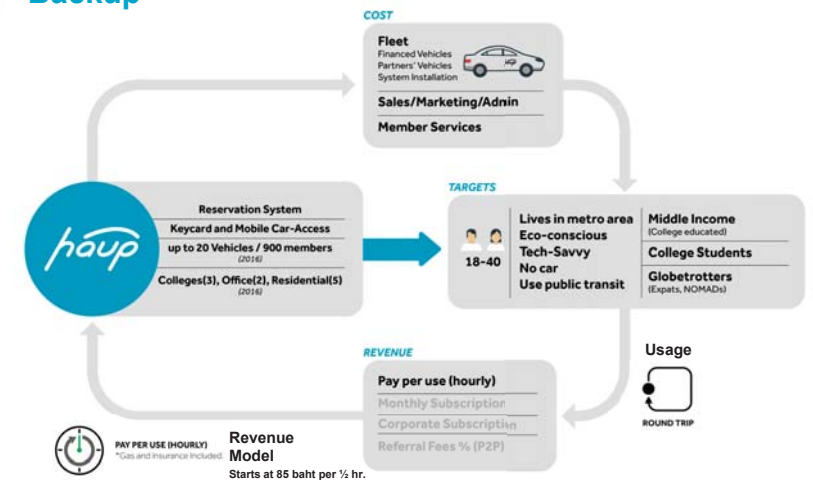 Backup
COST
Fleet
Financed Vehicles
Partners' Vehicles
System Installation
haup
Sales/Marketing/Admin
Member Services
haup
Reservation System
Keycard and Mobile Car-Access
up to 20 Vehicles / 900 members
(2016)
Colleges(3), Office(2), Residential(5)
(2016)
TARGETS
18-40
Lives in metro area
Eco-conscious
Tech-Savvy
No car
Use public transit
Middle Income
(College educated)
College Students
Globetrotters
(Expats, NOMADs)
REVENUE
Pay per use (hourly)
Monthly Subscription
Corporate Subscription
Referral Fees % (P2P)
Usage
ROUND TRIP
PAY PER USE (HOURLY)
*Gas and Insurance Included.
Revenue
Model
Starts at 85 baht per ½ hr.